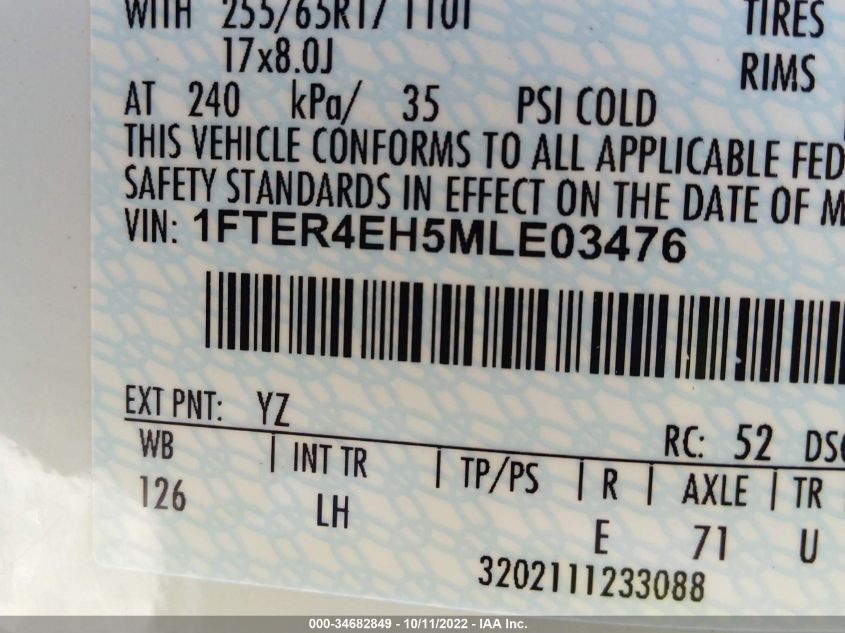 WITH 255/65R17 110T
TIRES
17x8.0J
RIMS
AT 240 kPa/ 35 PSI COLD
THIS VEHICLE CONFORMS TO ALL APPLICABLE FED
SAFETY STANDARDS IN EFFECT ON THE DATE OF M
VIN: 1FTER4EH5MLE03476
EXT PNT: YZ
RC: 52 DSO
WB | INT TR | TP/PS | R | AXLE | TR
126 LH E 71 U
3202111233088
000-34682849 - 10/11/2022 - IAA Inc.